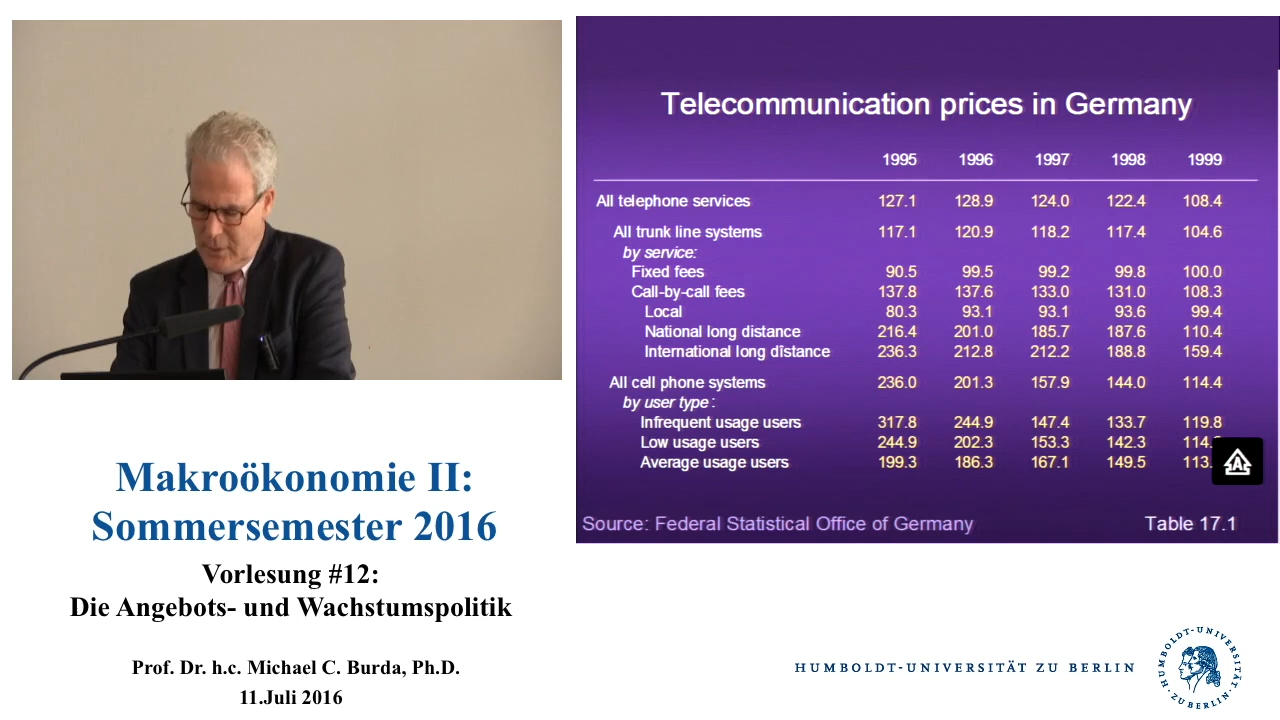 Telecommunication prices in Germany
1995 1996 1997 1998 1999
All telephone services 127.1 128.9 124.0 122.4 108.4
All trunk line systems 117.1 120.9 118.2 117.4 104.6
by service:
Fixed fees 90.5 99.5 99.2 99.8 100.0
Call-by-call fees 137.8 137.6 133.0 131.0 108.3
Local 80.3 93.1 93.1 93.6 99.4
National long distance 216.4 201.0 185.7 187.6 110.4
International long distance 236.3 212.8 212.2 188.8 159.4
All cell phone systems 236.0 201.3 157.9 144.0 114.4
by user type :
Infrequent usage users 317.8 244.9 147.4 133.7 119.8
Low usage users 244.9 202.3 153.3 142.3 114.
Average usage users 199.3 186.3 167.1 149.5 113.
Source: Federal Statistical Office of Germany Table 17.1
Makroökonomie II:
Sommersemester 2016
Vorlesung #12:
Die Angebots- und Wachstumspolitik
Prof. Dr. h.c. Michael C. Burda, Ph.D.
11.Juli 2016
HUMBOLDT-UNIVERSITÄT ZU BERLIN
HUMBOLDT-UNIVERSITÄT ZU BERLIN